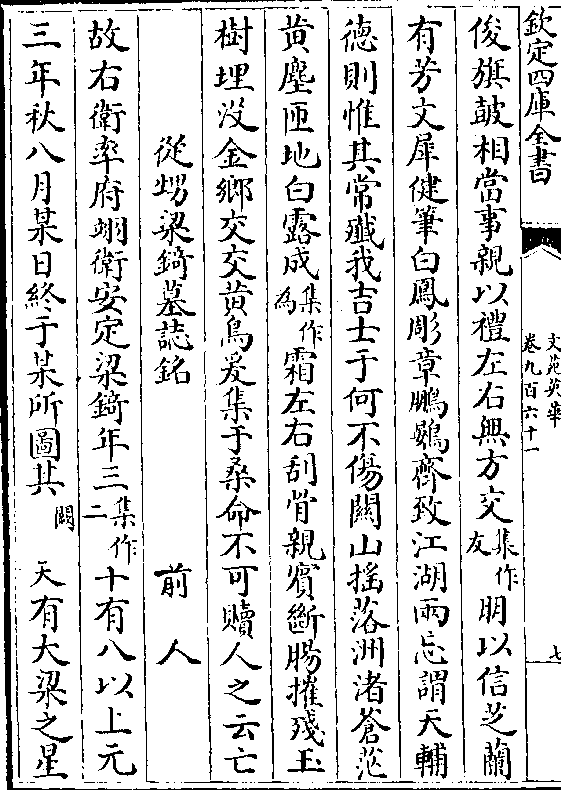 欽定四庫全書
文苑英華
卷九百六十一
七
俊旗皷相當事親以禮左右無方交集作友朋以信芝蘭
有芳文犀健筆白鳳彫章鵬鷃齊致江湖兩忘謂天輔
徳則惟其常殱我吉士于何不傷關山揺落洲渚蒼茫
黄塵匝地白露成集作為霜左右刮骨親賓斷腸摧殘玉
樹埋没金鄉交交黄鳥爰集于桑命不可贖人之云亡
從甥梁錡墓誌銘 前人
故右衛率府翊衛安定梁錡年三集作二十有八以上元
三年秋八月某日終于某所圖其闕天有大梁之星